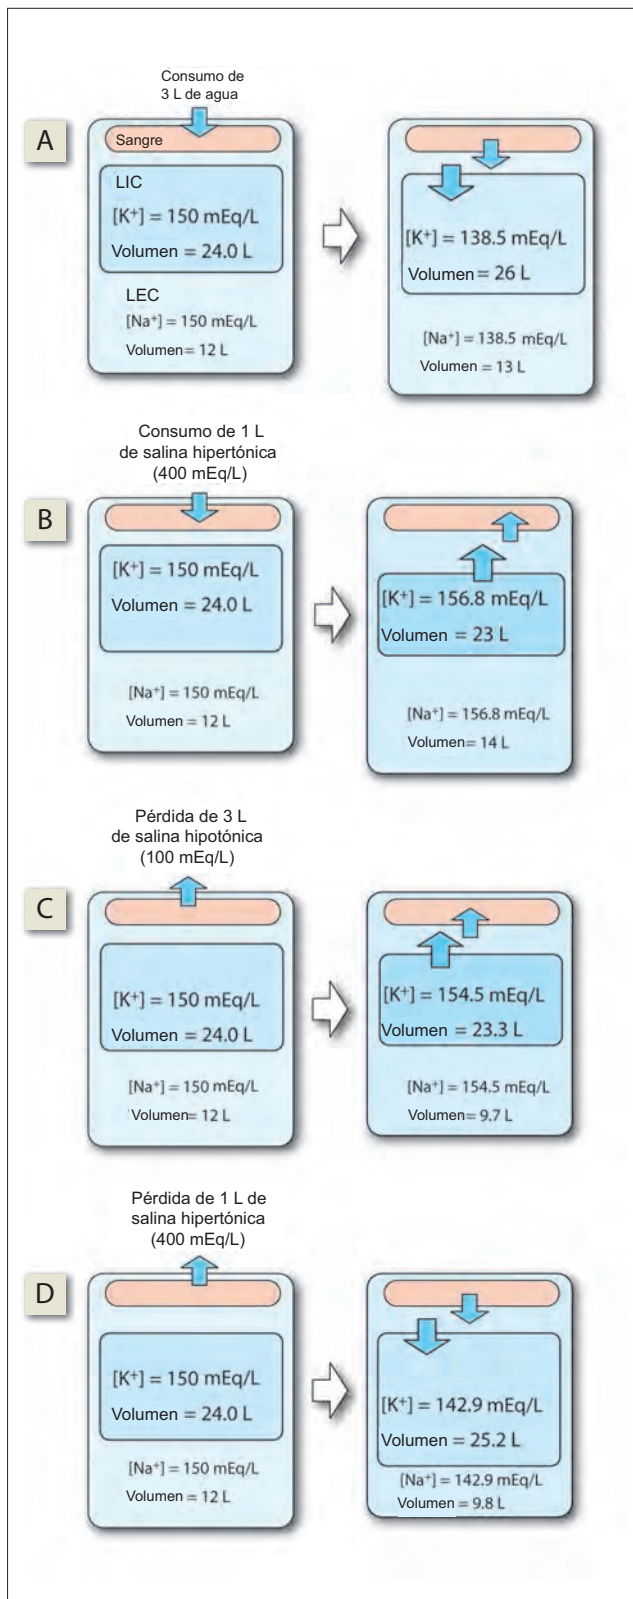 Consumo de
3 L de agua
A
Sangre
LIC
[K⁺] = 150 mEq/L
Volumen = 24.0 L
LEC
[Na⁺] = 150 mEq/L
Volumen = 12 L
[K⁺] = 138.5 mEq/L
Volumen = 26 L
[Na⁺] = 138.5 mEq/L
Volumen = 13 L
Consumo de 1 L
de salina hipertónica
(400 mEq/L)
B
[K⁺] = 150 mEq/L
Volumen = 24.0 L
[Na⁺] = 150 mEq/L
Volumen = 12 L
[K⁺] = 156.8 mEq/L
Volumen = 23 L
[Na⁺] = 156.8 mEq/L
Volumen = 14 L
Pérdida de 3 L
de salina hipotónica
(100 mEq/L)
C
[K⁺] = 150 mEq/L
Volumen = 24.0 L
[Na⁺] = 150 mEq/L
Volumen = 12 L
[K⁺] = 154.5 mEq/L
Volumen = 23.3 L
[Na⁺] = 154.5 mEq/L
Volumen = 9.7 L
Pérdida de 1 L de
salina hipertónica
(400 mEq/L)
D
[K⁺] = 150 mEq/L
Volumen = 24.0 L
[Na⁺] = 150 mEq/L
Volumen = 12 L
[K⁺] = 142.9 mEq/L
Volumen = 25.2 L
[Na⁺] = 142.9 mEq/L
Volumen = 9.8 L